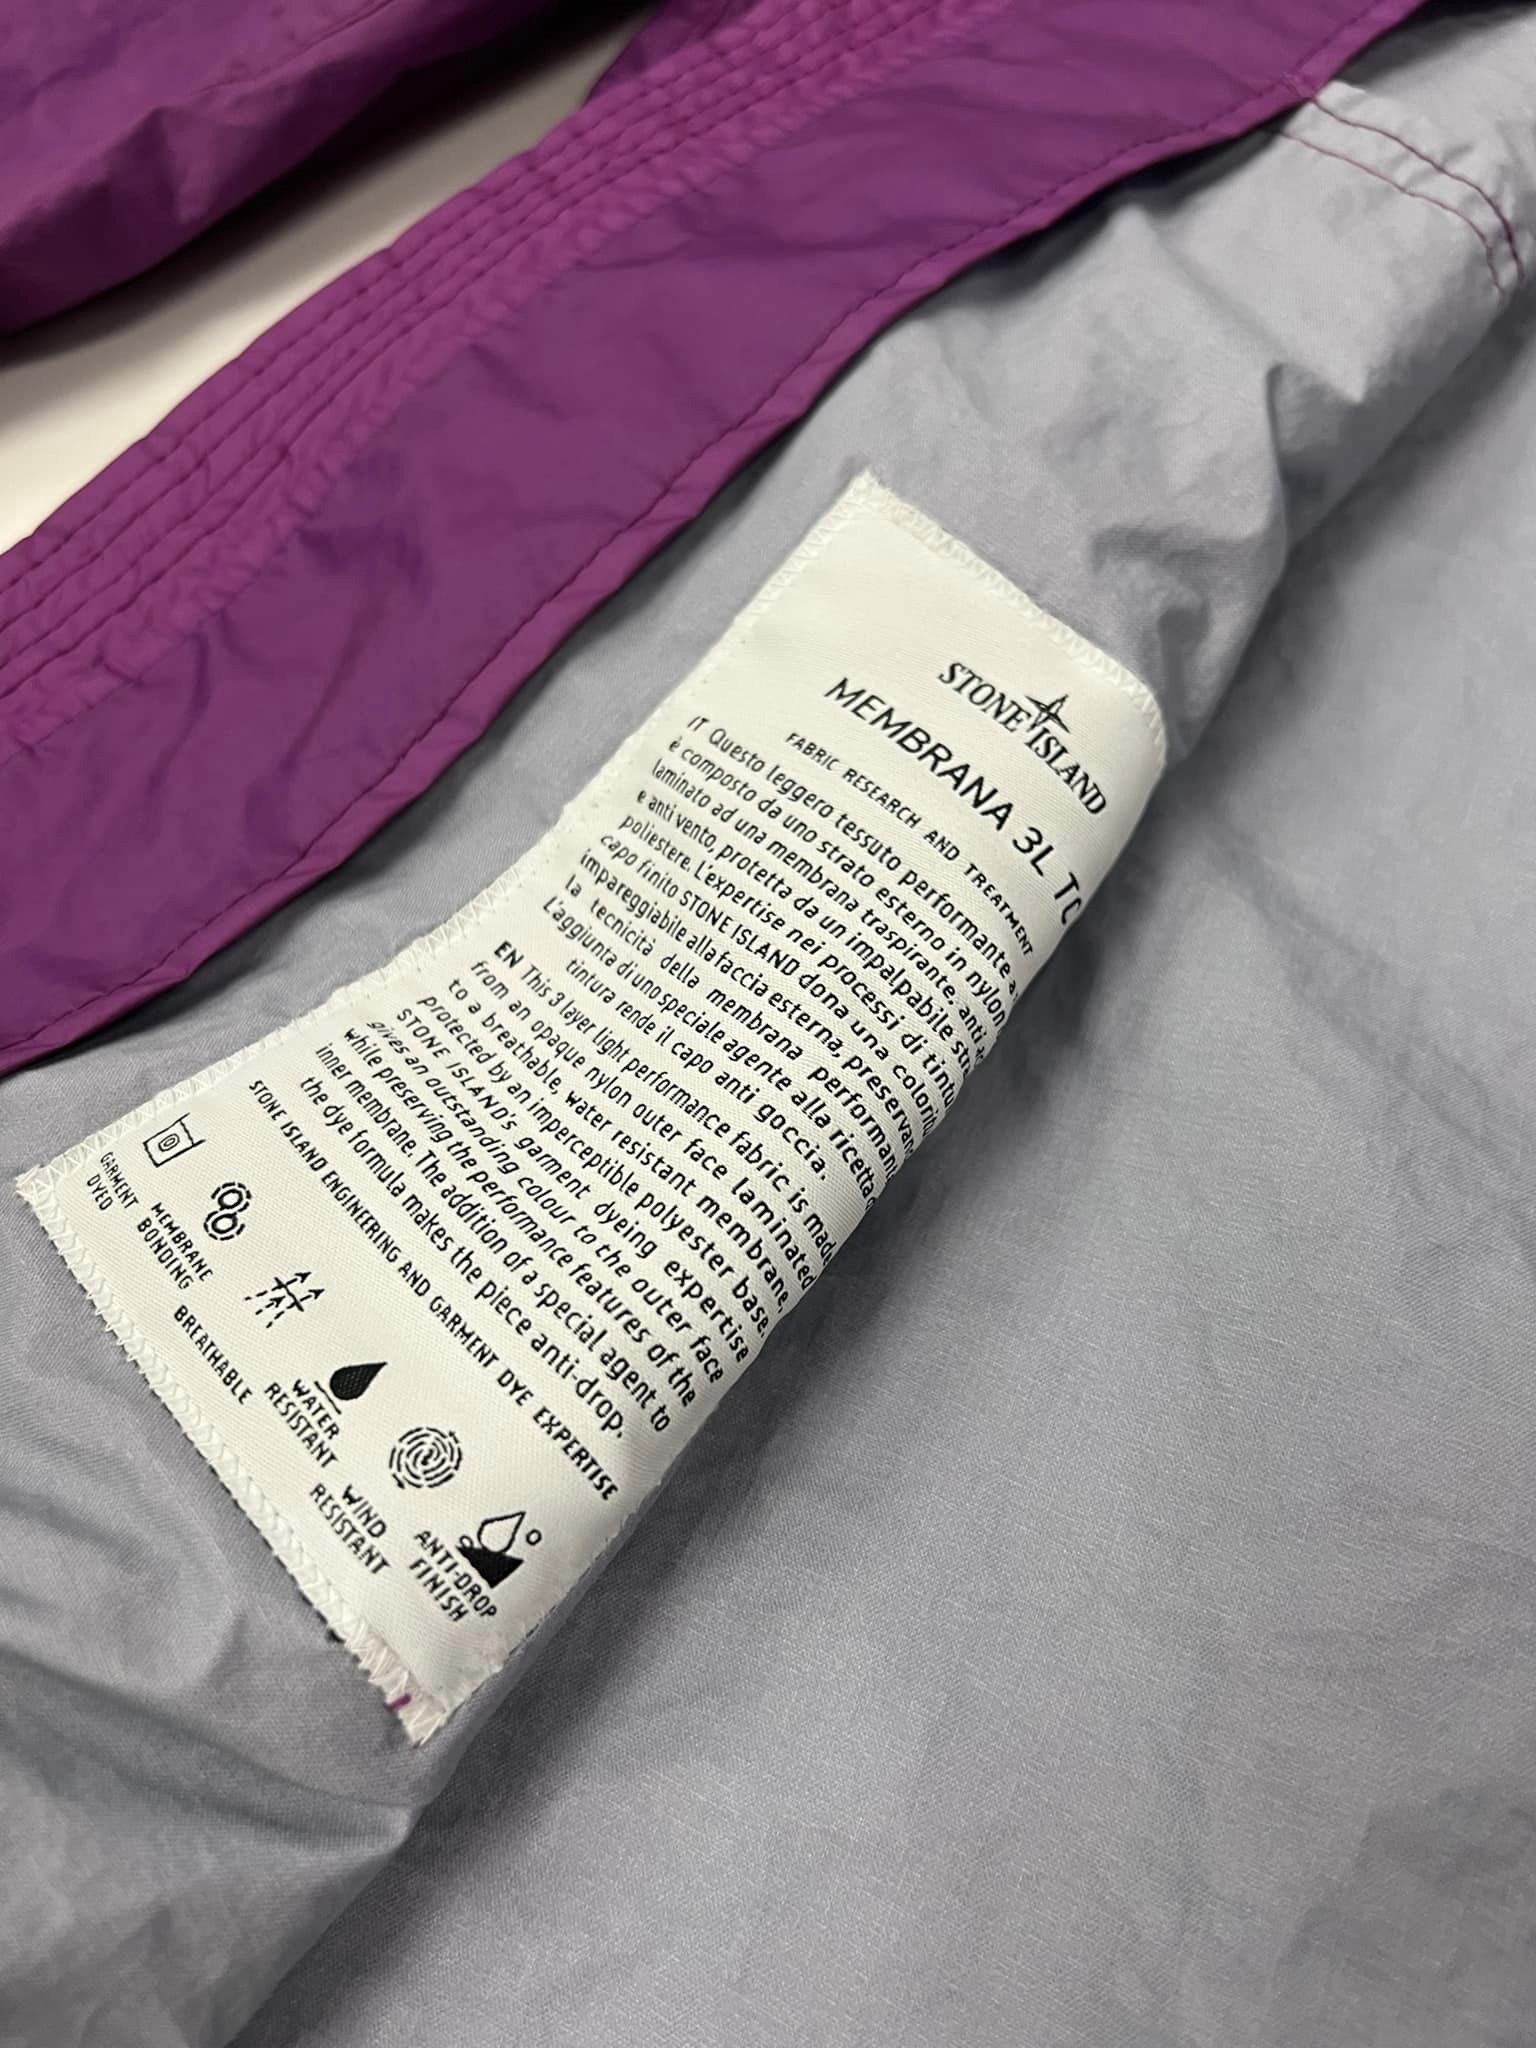 STONE ISLAND
MEMBRANA 3L TC
FABRIC RESEARCH AND TREATMENT
IT Questo leggero tessuto performante a
è composto da uno strato esterno in nylon
laminato ad una membrana traspirante, anti
e anti vento, protetta da un impalpabile
poliestere. L'expertise nei processi di
capo finito STONE ISLAND dona una
impareggiabile alla faccia esterna, preservan
la tecnicità della membrana
L'aggiunta di uno speciale agente alla ricetta
tintura rende il capo anti goccia.
EN This 3 layer light performance fabric is made
from an opaque nylon outer face laminated
to a breathable, water resistant membrane,
protected by an imperceptible polyester base.
STONE ISLAND's garment dyeing expertise
gives an outstanding colour to the outer face
while preserving the performance features of the
inner membrane. The addition of a special agent to
the dye formula makes the piece anti-drop.
STONE ISLAND ENGINEERING AND GARMENT DYE EXPERTISE
GARMENT
DYED
MEMBRANE
BONDING
BREATHABLE
WATER
RESISTANT
WIND
RESISTANT
ANTI-DROP
FINISH